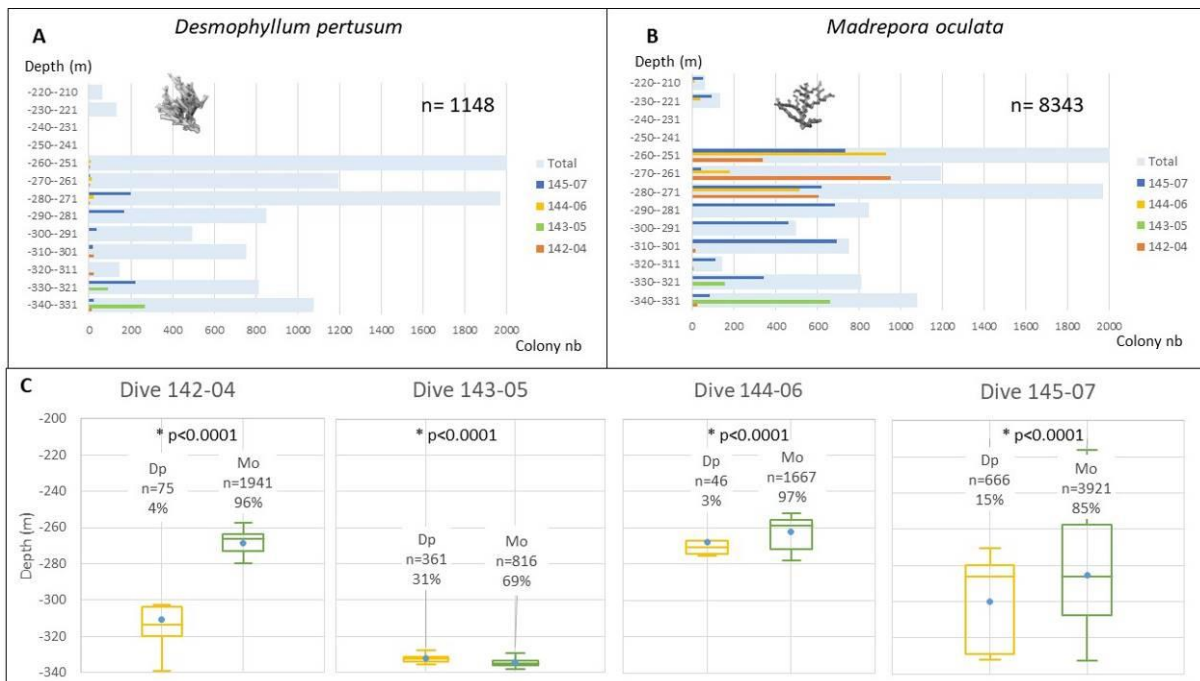 A
Desmophyllum pertusum
Depth (m)
n= 1148
-220--210
-230--221
-240--231
-250--241
-260--251
-270--261
-280--271
-290--281
-300--291
-310--301
-320--311
-330--321
-340--331
Total
145-07
144-06
143-05
142-04
0 200 400 600 800 1000 1200 1400 1600 1800 2000
Colony nb
B
Madrepora oculata
Depth (m)
n= 8343
-220--210
-230--221
-240--231
-250--241
-260--251
-270--261
-280--271
-290--281
-300--291
-310--301
-320--311
-330--321
-340--331
Total
145-07
144-06
143-05
142-04
0 200 400 600 800 1000 1200 1400 1600 1800 2000
Colony nb
C
Dive 142-04
Dive 143-05
Dive 144-06
Dive 145-07
Depth (m)
-200
-220
-240
-260
-280
-300
-320
-340
* p<0.0001
Dp
n=75
4%
Mo
n=1941
96%
* p<0.0001
Dp
n=361
31%
Mo
n=816
69%
* p<0.0001
Dp
n=46
3%
Mo
n=1667
97%
* p<0.0001
Dp
n=666
15%
Mo
n=3921
85%